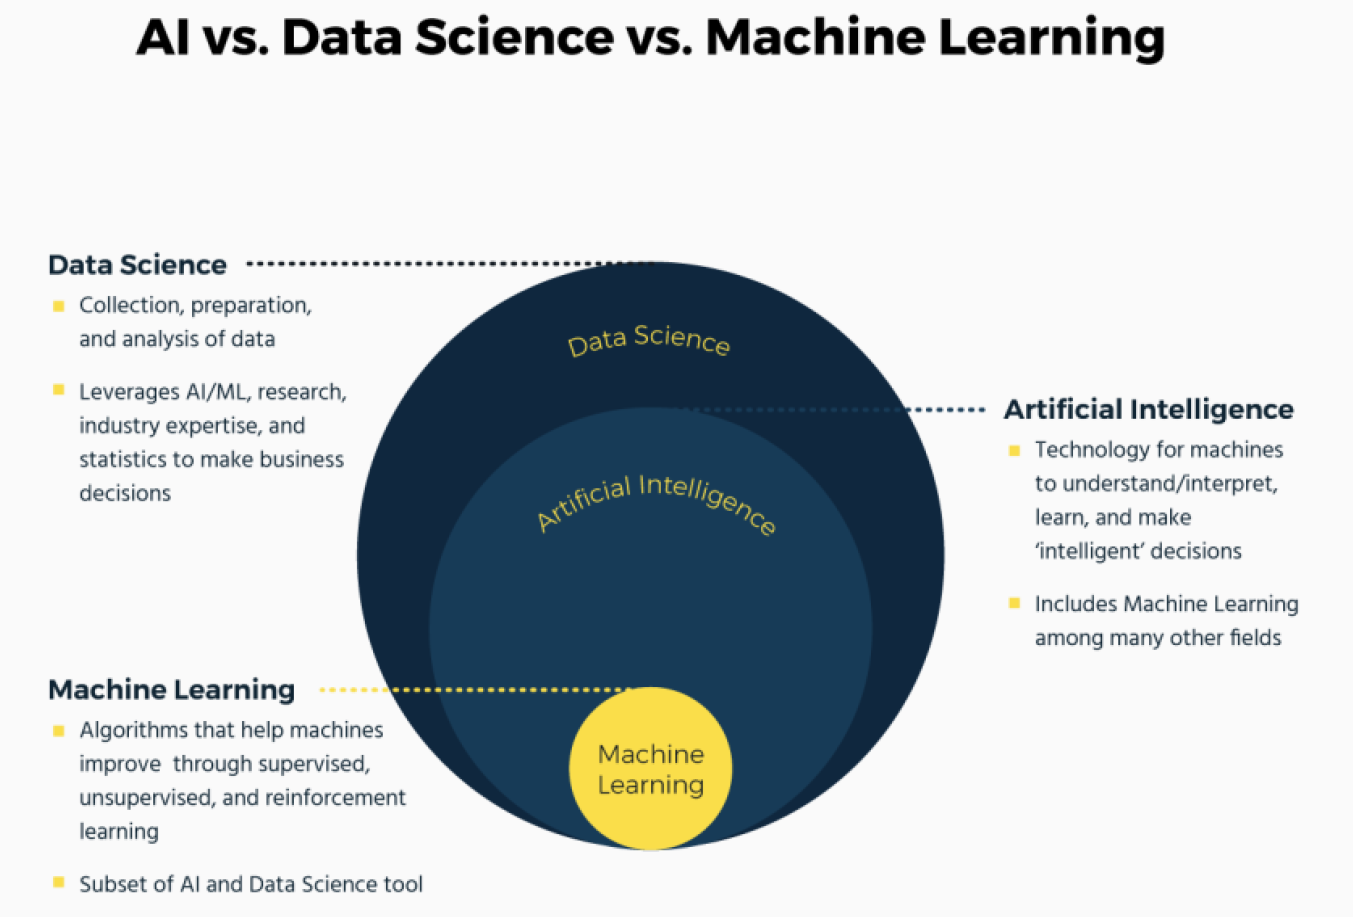 AI vs. Data Science vs. Machine Learning
Data Science
Collection, preparation,
and analysis of data
Leverages AI/ML, research,
industry expertise, and
statistics to make business
decisions
Data Science
Artificial Intelligence
Artificial Intelligence
Technology for machines
to understand/interpret,
learn, and make
‘intelligent’ decisions
Includes Machine Learning
among many other fields
Machine Learning
Algorithms that help machines
improve through supervised,
unsupervised, and reinforcement
learning
Subset of AI and Data Science tool
Machine
Learning